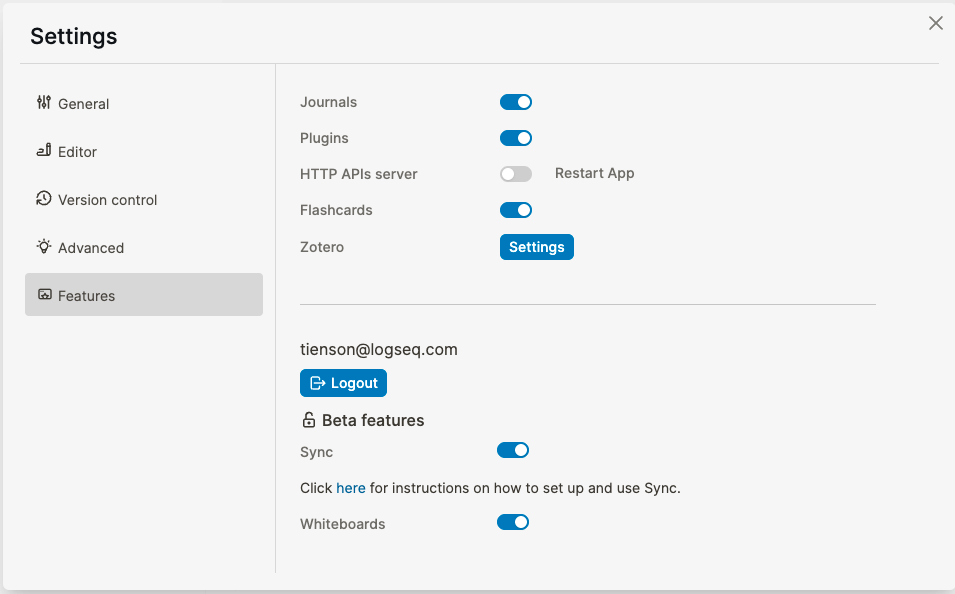 Settings
General
Editor
Version control
Advanced
Features
Journals
Plugins
HTTP APIs server Restart App
Flashcards
Zotero Settings
tienson@logseq.com
Logout
Beta features
Sync
Click here for instructions on how to set up and use Sync.
Whiteboards